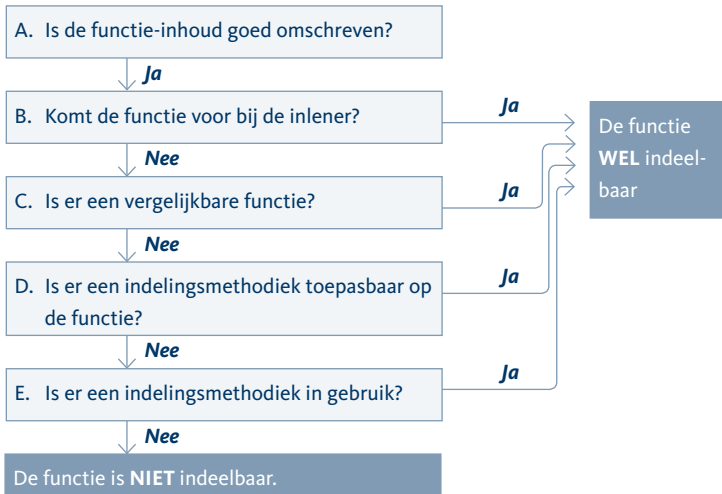 A. Is de functie-inhoud goed omschreven?
Ja
B. Komt de functie voor bij de inlener?
Ja
De functie
WEL indeel-
baar
Nee
C. Is er een vergelijkbare functie?
Ja
Nee
D. Is er een indelingsmethodiek toepasbaar op
de functie?
Ja
Nee
E. Is er een indelingsmethodiek in gebruik?
Ja
Nee
De functie is NIET indeelbaar.